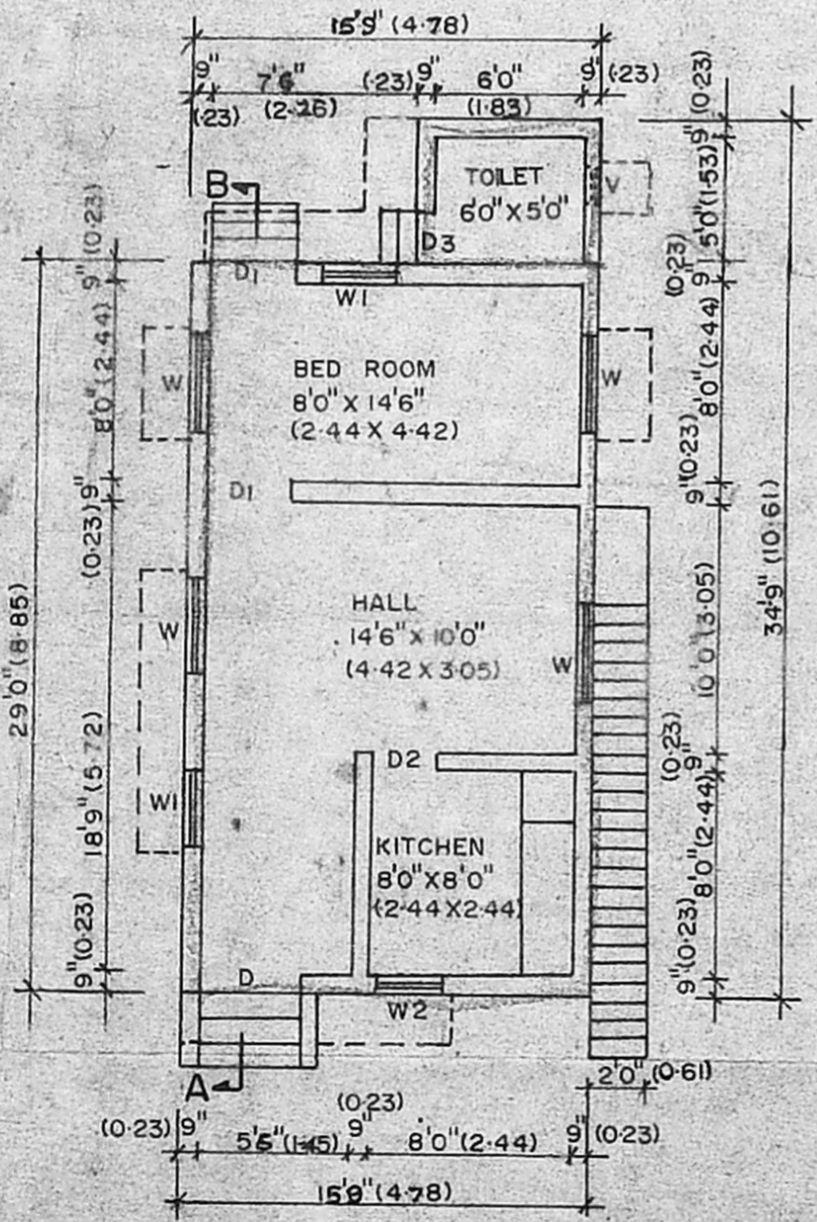 15'9" (4.78)
9" 7'6" (.23) 9" 6'0" 9" (.23)
(.23) (2.26) (1.83)
9" (0.23)
5'0" (1.53)
9" (0.23)
8'0" (2.44)
9" (0.23)
10'0 (3.05)
9" (0.23)
8'0" (2.44)
9" (0.23)
34'9" (10.61)
9" (0.23)
8'0" (2.44)
(0.23) 9"
18'9" (5.72)
9" (0.23)
29'0" (8.85)
B
TOILET
6'0" X 5'0"
V
D3
D1
W1
BED ROOM
8'0" X 14'6"
(2.44 X 4.42)
W
W
D1
HALL
14'6" X 10'0"
(4.42 X 3.05)
W
W
D2
W1
KITCHEN
8'0" X 8'0"
(2.44 X 2.44)
D
W2
A
2'0" (0.61)
(0.23)
(0.23) 9" (1.45) 9" 8'0" (2.44) 9" (0.23)
15'9" (4.78)